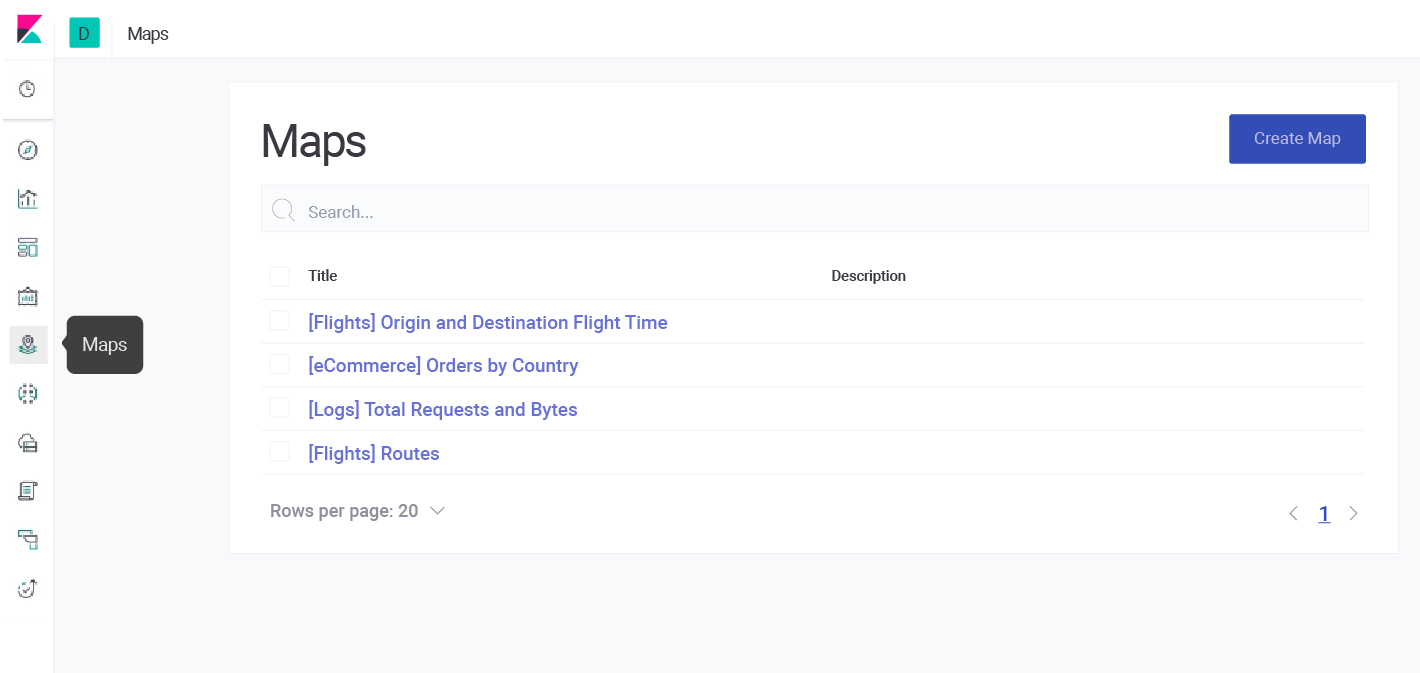 D Maps
Maps
Create Map
Search...
Title Description
[Flights] Origin and Destination Flight Time
Maps
[eCommerce] Orders by Country
[Logs] Total Requests and Bytes
[Flights] Routes
Rows per page: 20
1